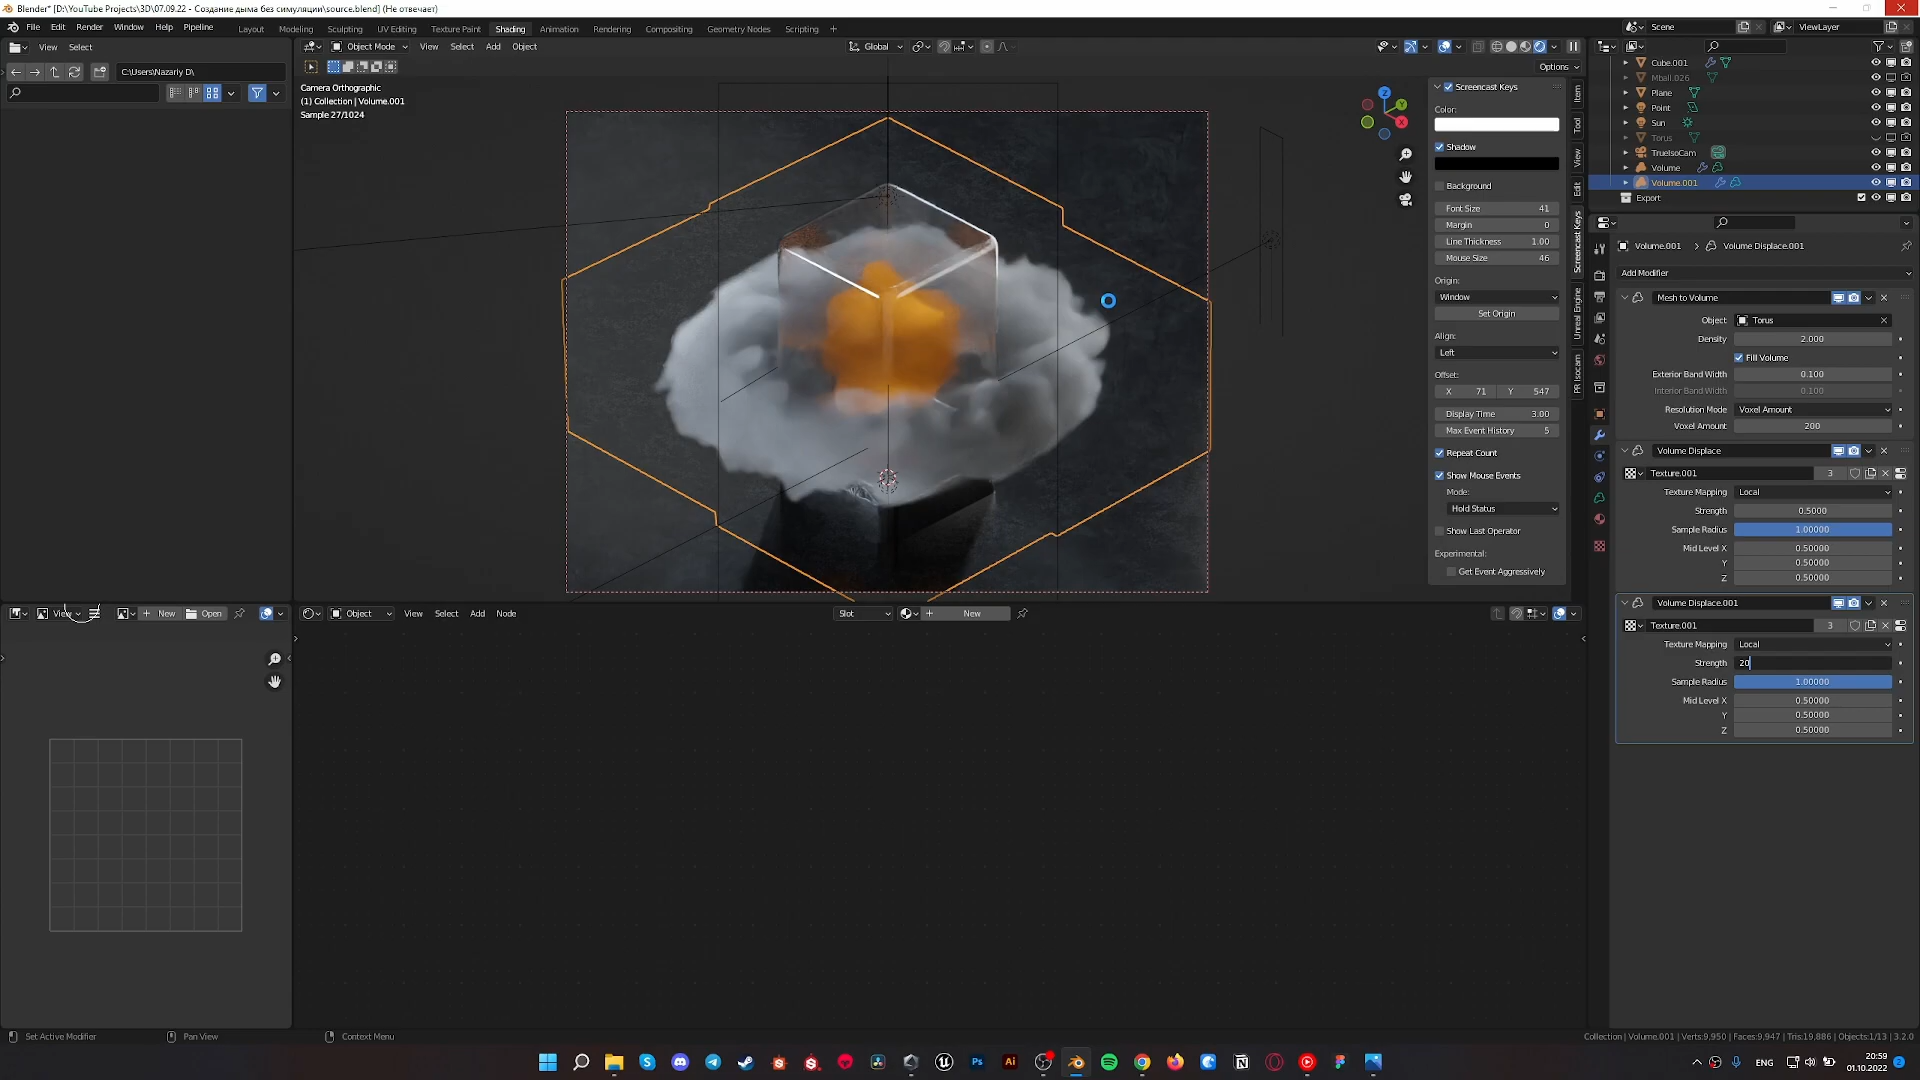 Blender* [D:\YouTube Projects\3D\07.09.22 - Создание дыма без симуляции\source.blend] (Не отвечает)
File Edit Render Window Help Pipeline
Layout Modeling Sculpting UV Editing Texture Paint Shading Animation Rendering Compositing Geometry Nodes Scripting +
Scene
ViewLayer
View Select
Object Mode View Select Add Object
Global
C:\Users\Nazariy D\
Options
Camera Orthographic
(1) Collection | Volume.001
Sample 27/1024
Z
Y
X
Screencast Keys
Color:
Shadow
Background
Font Size 41
Margin 0
Line Thickness 1.00
Mouse Size 46
Origin:
Window
Set Origin
Align:
Left
Offset:
X 71 Y 547
Display Time 3.00
Max Event History 5
Repeat Count
Show Mouse Events
Mode:
Hold Status
Show Last Operator
Experimental:
Get Event Aggressively
Item
Tool
View
Edit
Screencast Keys
Unreal Engine
PR Isocam
Cube.001
Mball.026
Plane
Point
Sun
Torus
TrueIsoCam
Volume
Volume.001
Export
Volume.001 > Volume Displace.001
Add Modifier
Mesh to Volume
Object Torus
Density 2.000
Fill Volume
Exterior Band Width 0.100
Interior Band Width 0.100
Resolution Mode Voxel Amount
Voxel Amount 200
Volume Displace
Texture.001 3
Texture Mapping Local
Strength 0.5000
Sample Radius 1.00000
Mid Level X 0.50000
Y 0.50000
Z 0.50000
Volume Displace.001
Texture.001 3
Texture Mapping Local
Strength 20
Sample Radius 1.00000
Mid Level X 0.50000
Y 0.50000
Z 0.50000
View
New
Open
Object View Select Add Node
Slot
New
Set Active Modifier
Pan View
Context Menu
Collection | Volume.001 | Verts:9,950 | Faces:9,947 | Tris:19,886 | Objects:1/13 | 3.2.0
Ps
Ai
ENG
20:59
01.10.2022